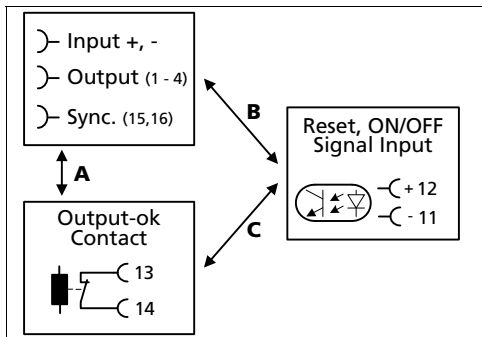 Input +, -
Output (1 - 4)
Sync. (15,16)
A
B
C
Output-ok
Contact
13
14
Reset, ON/OFF
Signal Input
+ 12
- 11